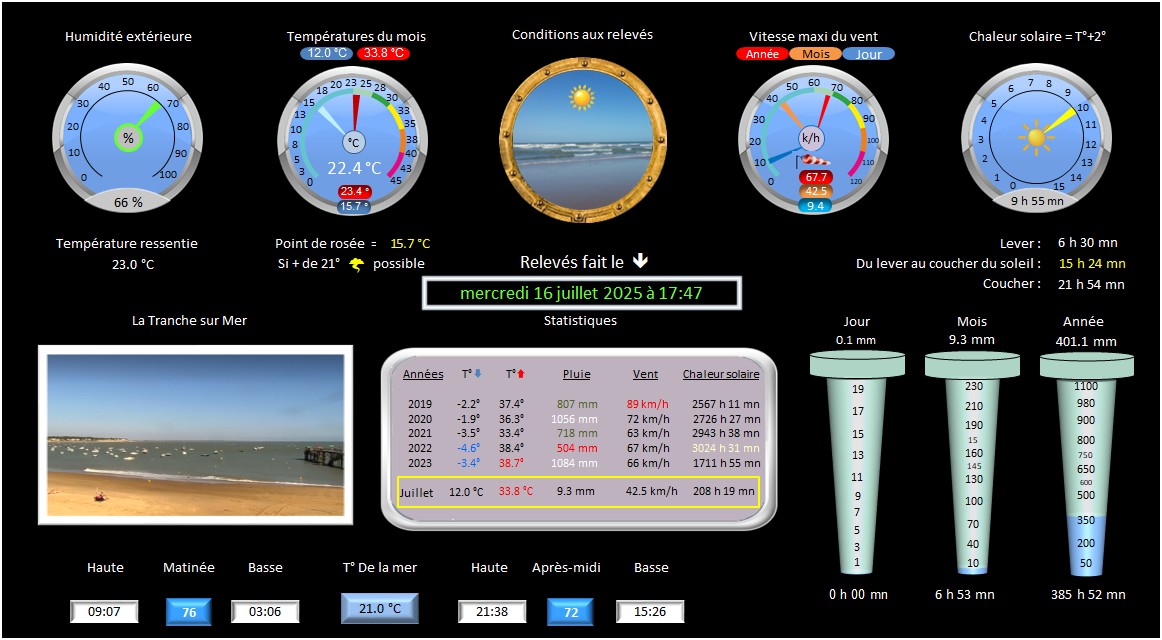 Humidité extérieure
Températures du mois
12.0 °C 33.8 °C
Conditions aux relevés
Vitesse maxi du vent
Année Mois Jour
Chaleur solaire = T°+2°
0 10 20 30 40 50 60 70 80 90 100
%
66 %
0 3 5 8 10 13 15 18 20 23 25 28 30 33 35 38 40 43 45
°C
22.4 °C
23.4 °
15.7 °
0 10 20 30 40 50 60 70 80 90 100 110 120
k/h
67.7
42.5
9.4
0 1 2 3 4 5 6 7 8 9 10 11 12 13 14 15
9 h 55 mn
Température ressentie
23.0 °C
Point de rosée = 15.7 °C
Si + de 21° possible
Relevés fait le
mercredi 16 juillet 2025 à 17:47
Lever : 6 h 30 mn
Du lever au coucher du soleil : 15 h 24 mn
Coucher : 21 h 54 mn
La Tranche sur Mer
Statistiques
Années T° T° Pluie Vent Chaleur solaire
2019 -2.2° 37.4° 807 mm 89 km/h 2567 h 11 mn
2020 -1.9° 36.3° 1056 mm 72 km/h 2726 h 27 mn
2021 -3.5° 33.4° 718 mm 63 km/h 2943 h 38 mn
2022 -4.6° 38.4° 504 mm 67 km/h 3024 h 31 mn
2023 -3.4° 38.7° 1084 mm 66 km/h 1711 h 55 mn
Juillet 12.0 °C 33.8 °C 9.3 mm 42.5 km/h 208 h 19 mn
Jour
0.1 mm
19
17
15
13
11
9
7
5
3
1
0 h 00 mn
Mois
9.3 mm
230
210
190
15
160
145
130
100
70
40
10
6 h 53 mn
Année
401.1 mm
1100
980
900
800
750
650
600
500
350
200
50
385 h 52 mn
Haute Matinée Basse
09:07 76 03:06
T° De la mer
21.0 °C
Haute Après-midi Basse
21:38 72 15:26